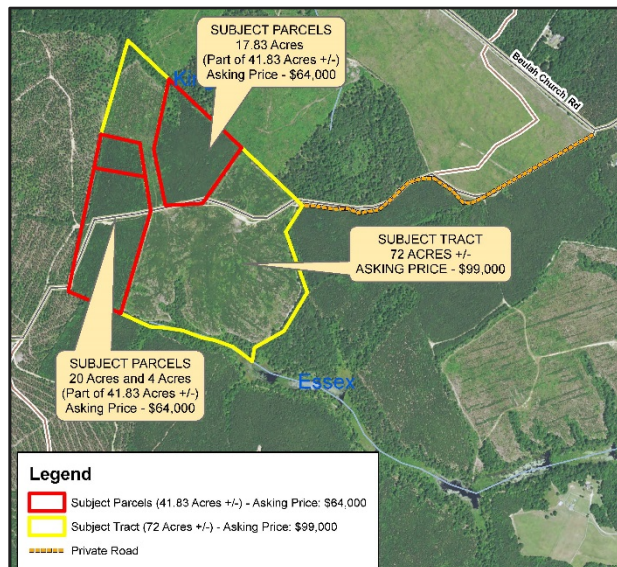 SUBJECT PARCELS
17.83 Acres
(Part of 41.83 Acres +/-)
Asking Price - $64,000
Beulah Church Rd
SUBJECT TRACT
72 ACRES +/-
ASKING PRICE - $99,000
SUBJECT PARCELS
20 Acres and 4 Acres
(Part of 41.83 Acres +/-)
Asking Price - $64,000
Essex
Legend
Subject Parcels (41.83 Acres +/-) - Asking Price: $64,000
Subject Tract (72 Acres +/-) - Asking Price: $99,000
Private Road